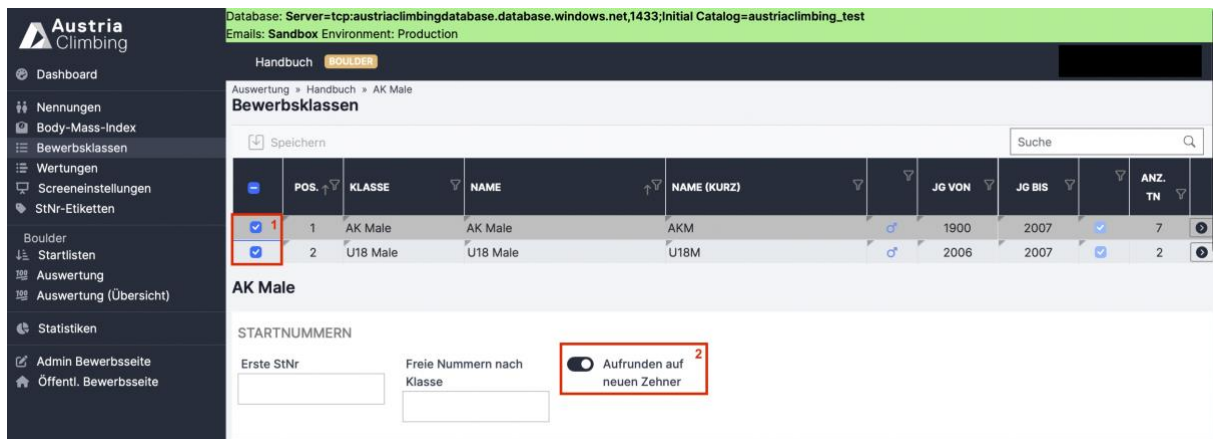 Austria
Climbing
Dashboard
Nennungen
Body-Mass-Index
Bewerbsklassen
Wertungen
Screeneinstellungen
StNr-Etiketten
Boulder
Startlisten
Auswertung
Auswertung (Übersicht)
Statistiken
Admin Bewerbsseite
Öffentl. Bewerbsseite
Database: Server=tcp:austriaclimbingdatabase.database.windows.net,1433;Initial Catalog=austriaclimbing_test
Emails: Sandbox Environment: Production
Handbuch BOULDER
Auswertung » Handbuch » AK Male
Bewerbsklassen
Speichern
Suche
POS. KLASSE NAME NAME (KURZ) JG VON JG BIS ANZ. TN
1 1 AK Male AK Male AKM ♂ 1900 2007 7
2 U18 Male U18 Male U18M ♂ 2006 2007 2
AK Male
STARTNUMMERN
Erste StNr
Freie Nummern nach
Klasse
Aufrunden auf 2
neuen Zehner